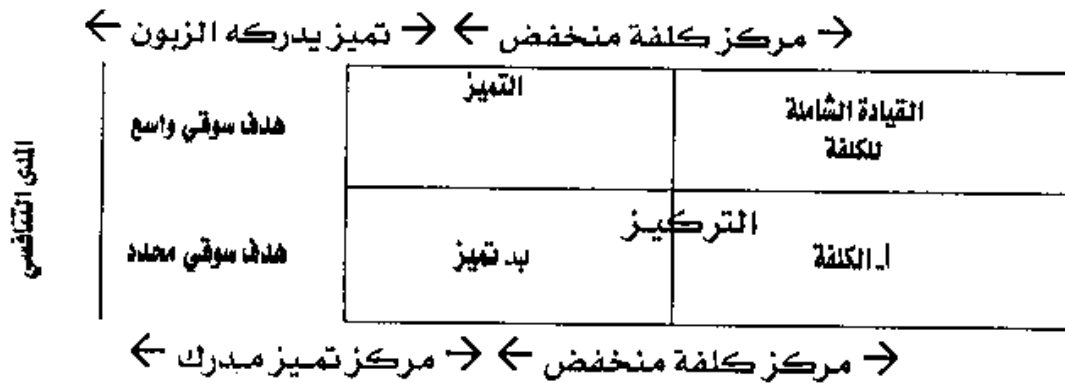 → مركز كلفة منخفض ← → تميز يدركه الزبون ←
القيادة الشاملة
للكلفة
التميز
هدف سوقي واسع
المدى التنافسي
التركيز
أ. الكلفة
ب. تميز
هدف سوقي محدد
→ مركز كلفة منخفض ← → مركز تميز مدرك ←